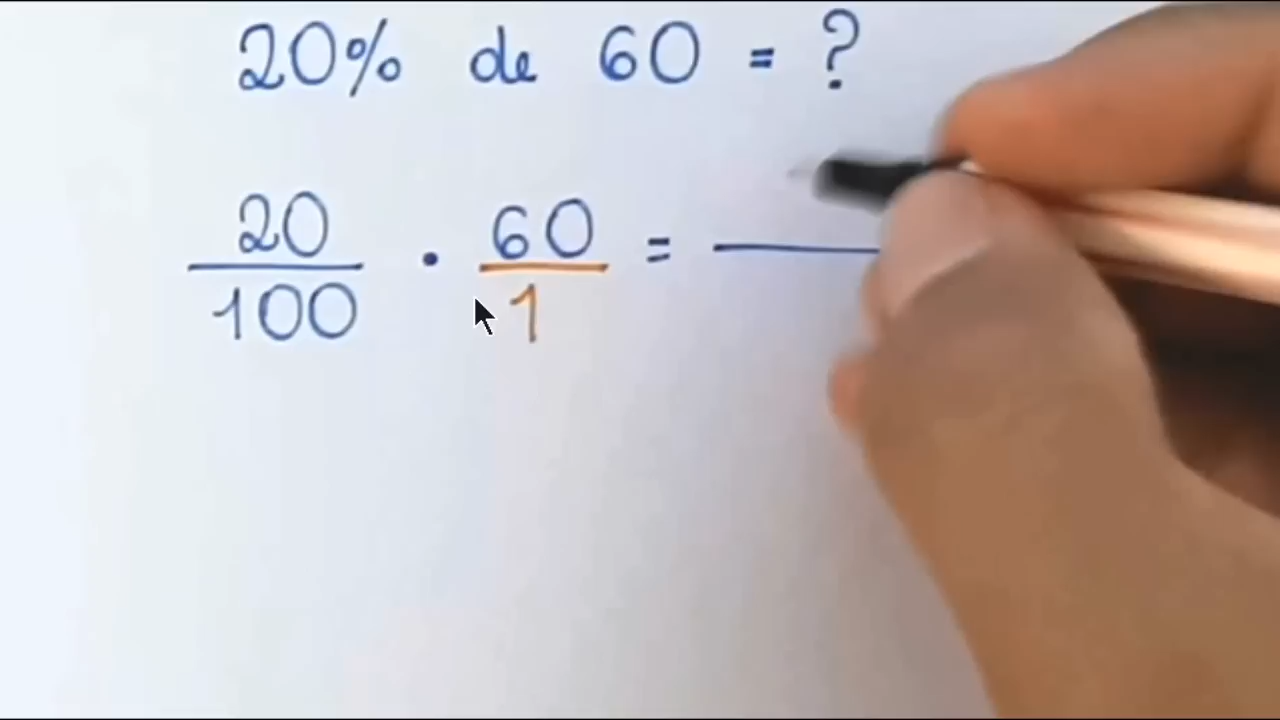 20% de 60 = ?
20/100 · 60/1 =